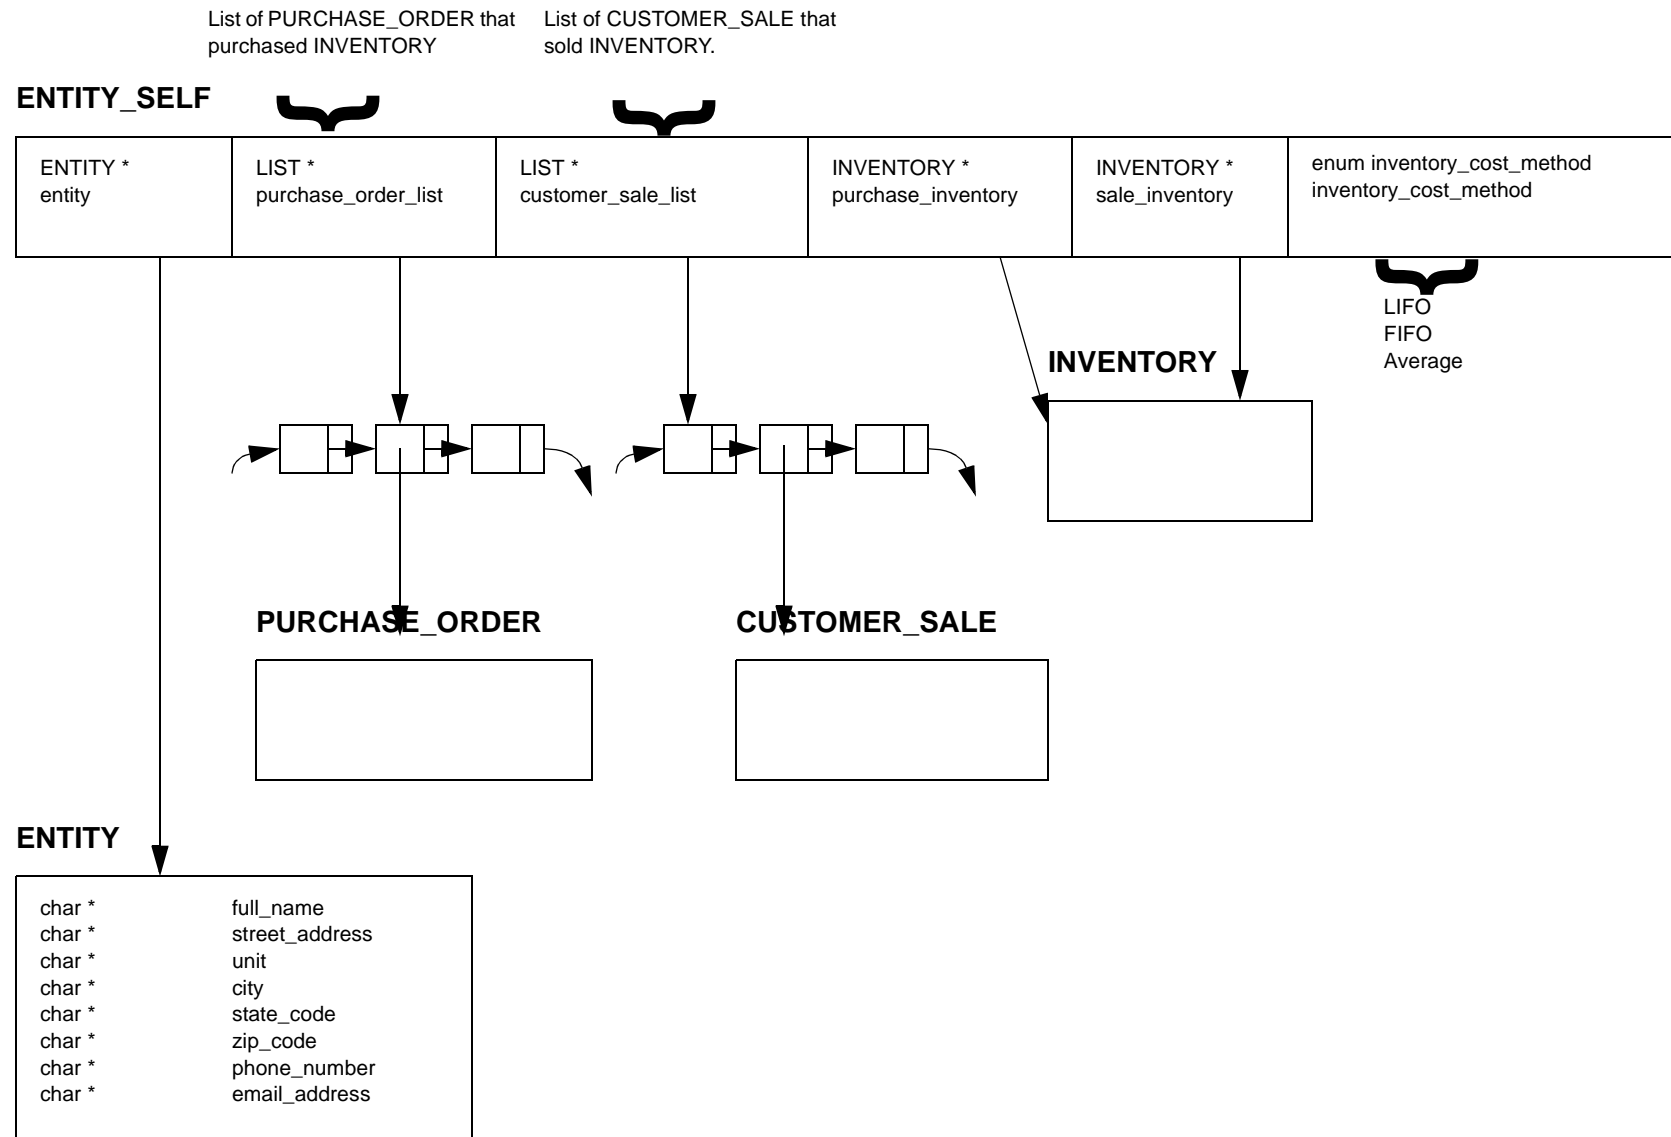 List of PURCHASE_ORDER that
purchased INVENTORY
List of CUSTOMER_SALE that
sold INVENTORY.
ENTITY_SELF
ENTITY *
entity
LIST *
purchase_order_list
LIST *
customer_sale_list
INVENTORY *
purchase_inventory
INVENTORY *
sale_inventory
enum inventory_cost_method
inventory_cost_method
LIFO
FIFO
Average
INVENTORY
PURCHASE_ORDER
CUSTOMER_SALE
ENTITY
char * full_name
char * street_address
char * unit
char * city
char * state_code
char * zip_code
char * phone_number
char * email_address